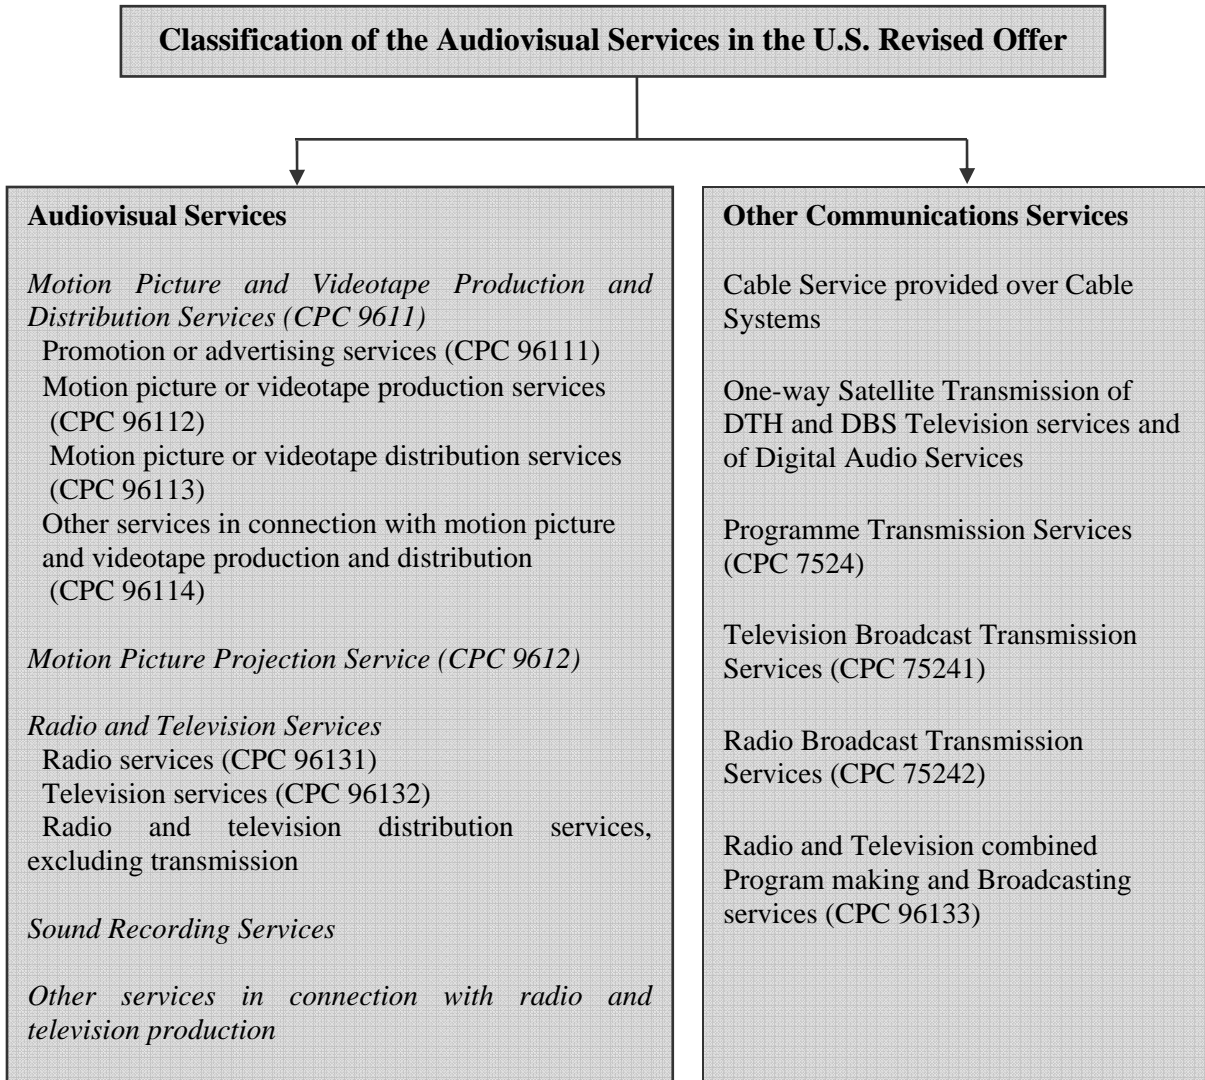 Classification of the Audiovisual Services in the U.S. Revised Offer
Audiovisual Services
Motion Picture and Videotape Production and
Distribution Services (CPC 9611)
Promotion or advertising services (CPC 96111)
Motion picture or videotape production services
(CPC 96112)
Motion picture or videotape distribution services
(CPC 96113)
Other services in connection with motion picture
and videotape production and distribution
(CPC 96114)
Motion Picture Projection Service (CPC 9612)
Radio and Television Services
Radio services (CPC 96131)
Television services (CPC 96132)
Radio and television distribution services,
excluding transmission
Sound Recording Services
Other services in connection with radio and
television production
Other Communications Services
Cable Service provided over Cable
Systems
One-way Satellite Transmission of
DTH and DBS Television services and
of Digital Audio Services
Programme Transmission Services
(CPC 7524)
Television Broadcast Transmission
Services (CPC 75241)
Radio Broadcast Transmission
Services (CPC 75242)
Radio and Television combined
Program making and Broadcasting
services (CPC 96133)